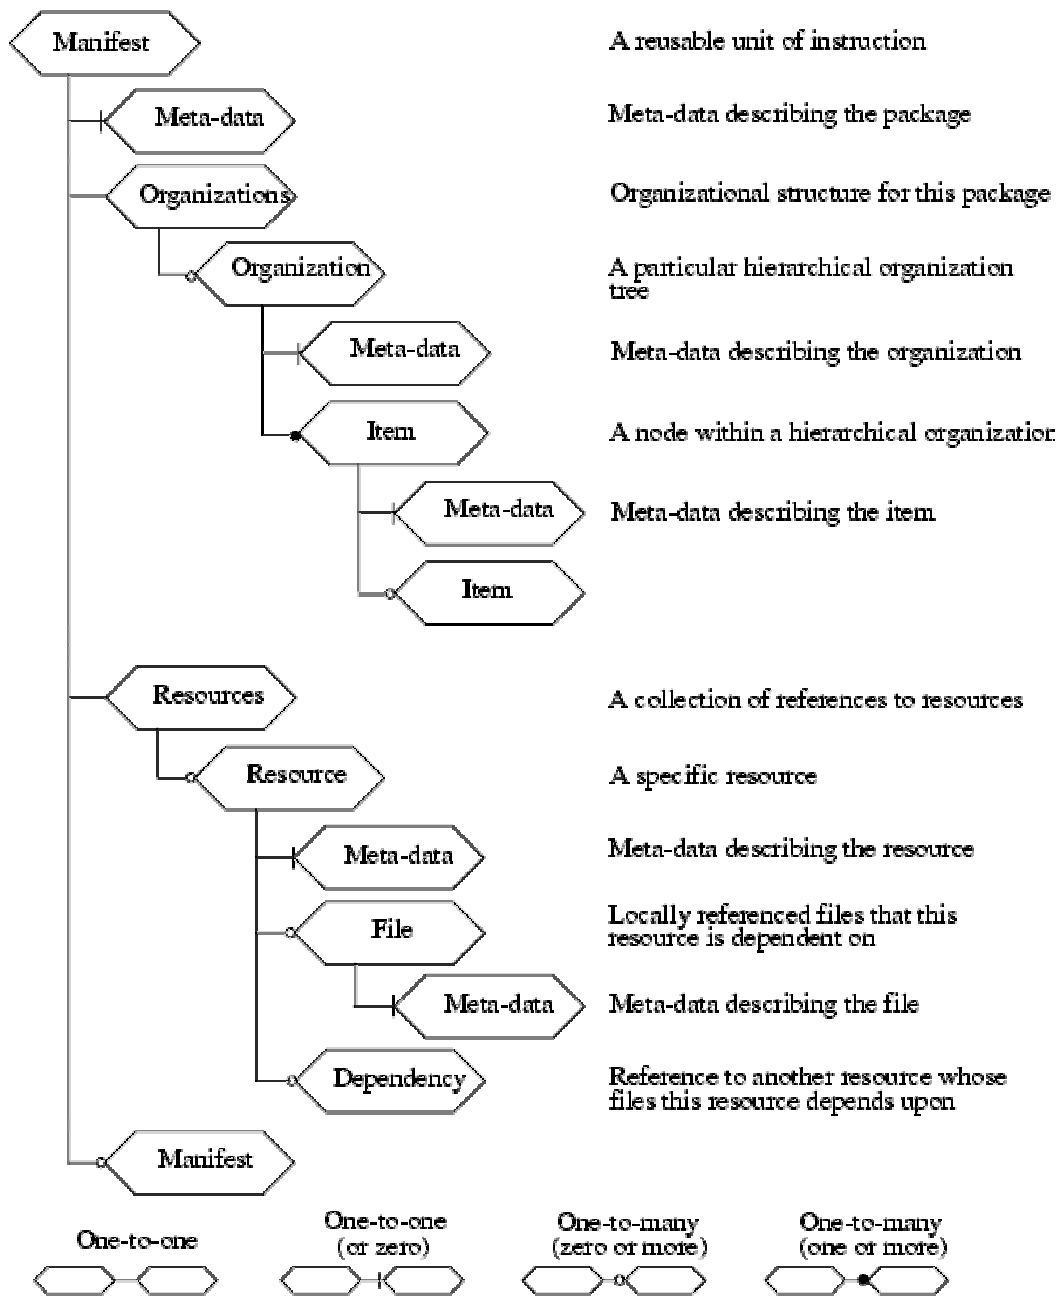 Manifest
A reusable unit of instruction
Meta-data
Meta-data describing the package
Organizations
Organizational structure for this package
Organization
A particular hierarchical organization
tree
Meta-data
Meta-data describing the organization
Item
A node within a hierarchical organization
Meta-data
Meta-data describing the item
Item
Resources
A collection of references to resources
Resource
A specific resource
Meta-data
Meta-data describing the resource
File
Locally referenced files that this
resource is dependent on
Meta-data
Meta-data describing the file
Dependency
Reference to another resource whose
files this resource depends upon
Manifest
One-to-one
One-to-one
(or zero)
One-to-many
(zero or more)
One-to-many
(one or more)